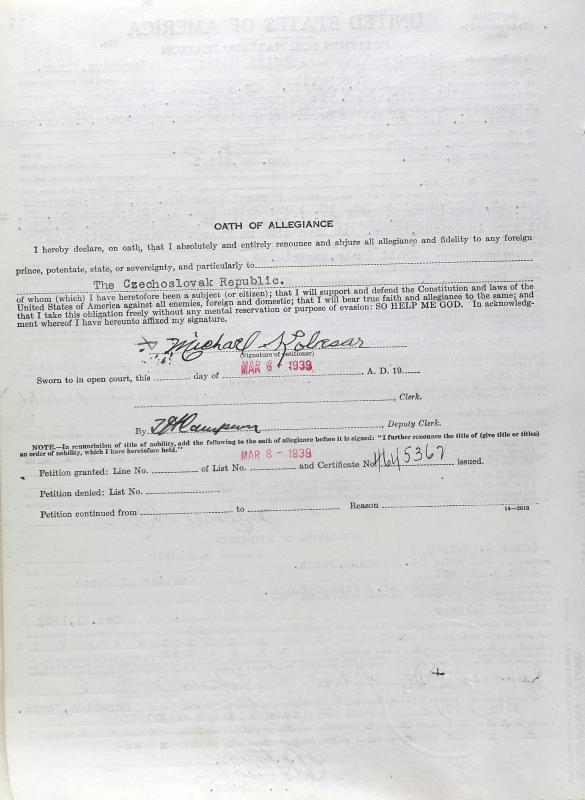 OATH OF ALLEGIANCE
I hereby declare, on oath, that I absolutely and entirely renounce and abjure all allegiance and fidelity to any foreign
prince, potentate, state, or sovereignty, and particularly to
The Czechoslovak Republic.
of whom (which) I have heretofore been a subject (or citizen); that I will support and defend the Constitution and laws of the
United States of America against all enemies, foreign and domestic; that I will bear true faith and allegiance to the same; and
that I take this obligation freely without any mental reservation or purpose of evasion: SO HELP ME GOD. In acknowledg-
ment whereof I have hereunto affixed my signature.
Michael
(Signature of petitioner)
MAR 8 - 1939
Sworn to in open court, this day of , A. D. 19
, Clerk.
By , Deputy Clerk.
NOTE.—In renunciation of title of nobility, add the following to the oath of allegiance before it is signed: "I further renounce the title of (give title or titles)
an order of nobility, which I have heretofore held."
MAR 8 - 1939
Petition granted: Line No. of List No. and Certificate No. 4645367 issued.
Petition denied: List No.
Petition continued from to Reason
14—2618